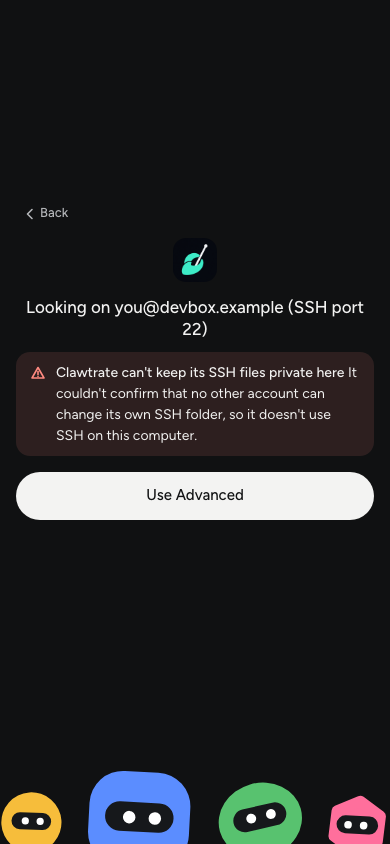 Back
Looking on you@devbox.example (SSH port
22)
Clawtrate can't keep its SSH files private here It
couldn't confirm that no other account can
change its own SSH folder, so it doesn't use
SSH on this computer.
Use Advanced